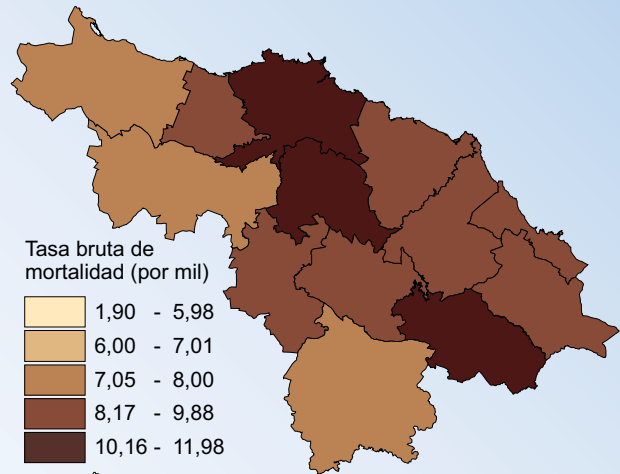 Tasa bruta de
mortalidad (por mil)
1,90 - 5,98
6,00 - 7,01
7,05 - 8,00
8,17 - 9,88
10,16 - 11,98